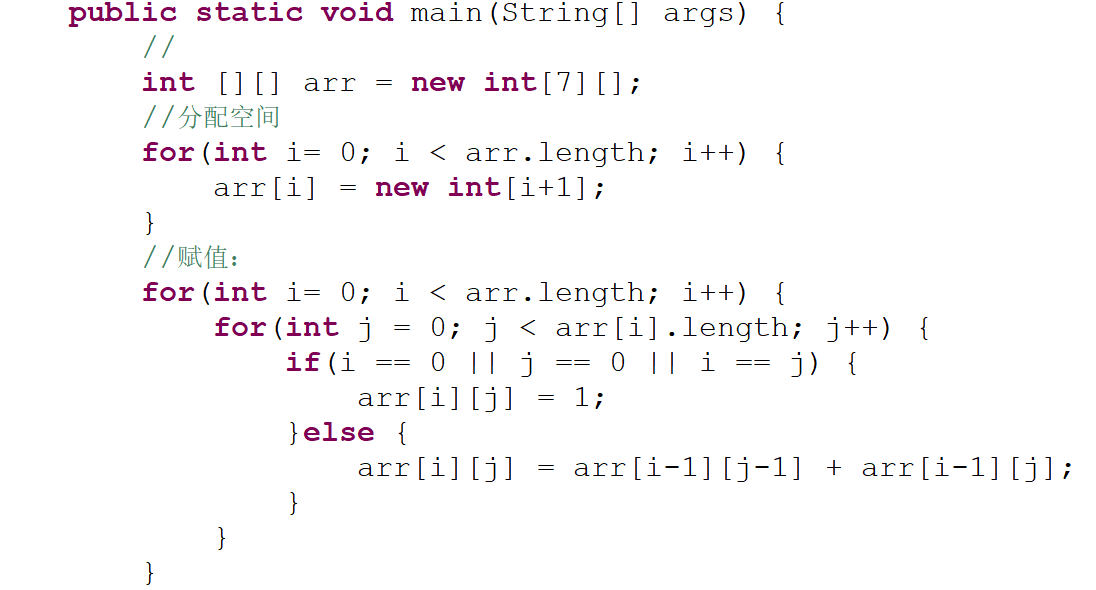 public static void main(String[] args) {
//
int [][] arr = new int[7][];
//分配空间
for(int i= 0; i < arr.length; i++) {
arr[i] = new int[i+1];
}
//赋值：
for(int i= 0; i < arr.length; i++) {
for(int j = 0; j < arr[i].length; j++) {
if(i == 0 || j == 0 || i == j) {
arr[i][j] = 1;
}else {
arr[i][j] = arr[i-1][j-1] + arr[i-1][j];
}
}
}